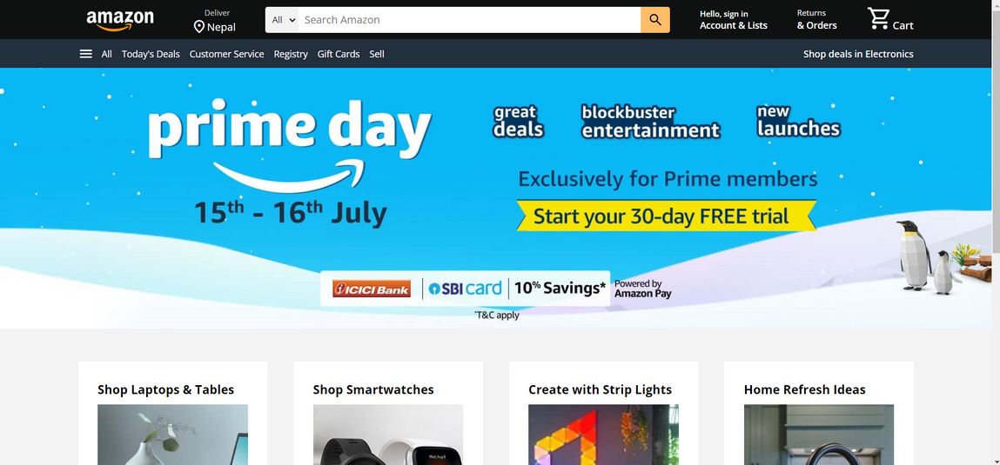 amazon
Deliver
Nepal
All
Search Amazon
Hello, sign in
Account & Lists
Returns
& Orders
Cart
All
Today's Deals
Customer Service
Registry
Gift Cards
Sell
Shop deals in Electronics
prime day
15th - 16th July
great
deals
blockbuster
entertainment
new
launches
Exclusively for Prime members
Start your 30-day FREE trial
ICICI Bank
SBI card
10% Savings*
Powered by
Amazon Pay
*T&C apply
Shop Laptops & Tables
Shop Smartwatches
Create with Strip Lights
Home Refresh Ideas